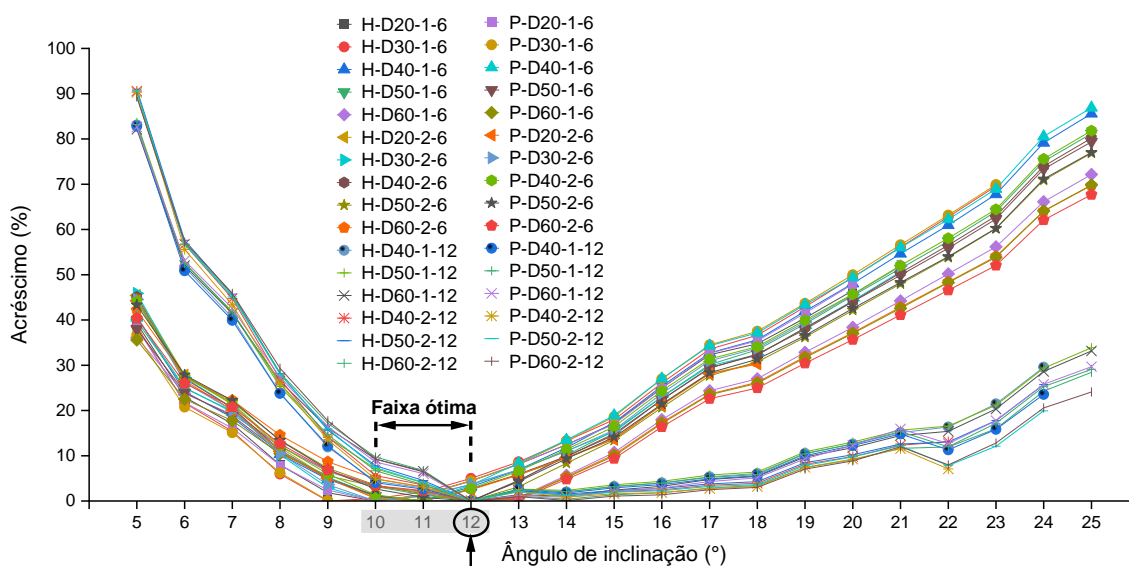 H-D20-1-6
H-D30-1-6
H-D40-1-6
H-D50-1-6
H-D60-1-6
H-D20-2-6
H-D30-2-6
H-D40-2-6
H-D50-2-6
H-D60-2-6
H-D40-1-12
H-D50-1-12
H-D60-1-12
H-D40-2-12
H-D50-2-12
H-D60-2-12
P-D20-1-6
P-D30-1-6
P-D40-1-6
P-D50-1-6
P-D60-1-6
P-D20-2-6
P-D30-2-6
P-D40-2-6
P-D50-2-6
P-D60-2-6
P-D40-1-12
P-D50-1-12
P-D60-1-12
P-D40-2-12
P-D50-2-12
P-D60-2-12
100
90
80
70
60
50
40
30
20
10
0
Acréscimo (%)
Faixa ótima
5 6 7 8 9 10 11 12 13 14 15 16 17 18 19 20 21 22 23 24 25
Ângulo de inclinação (°)